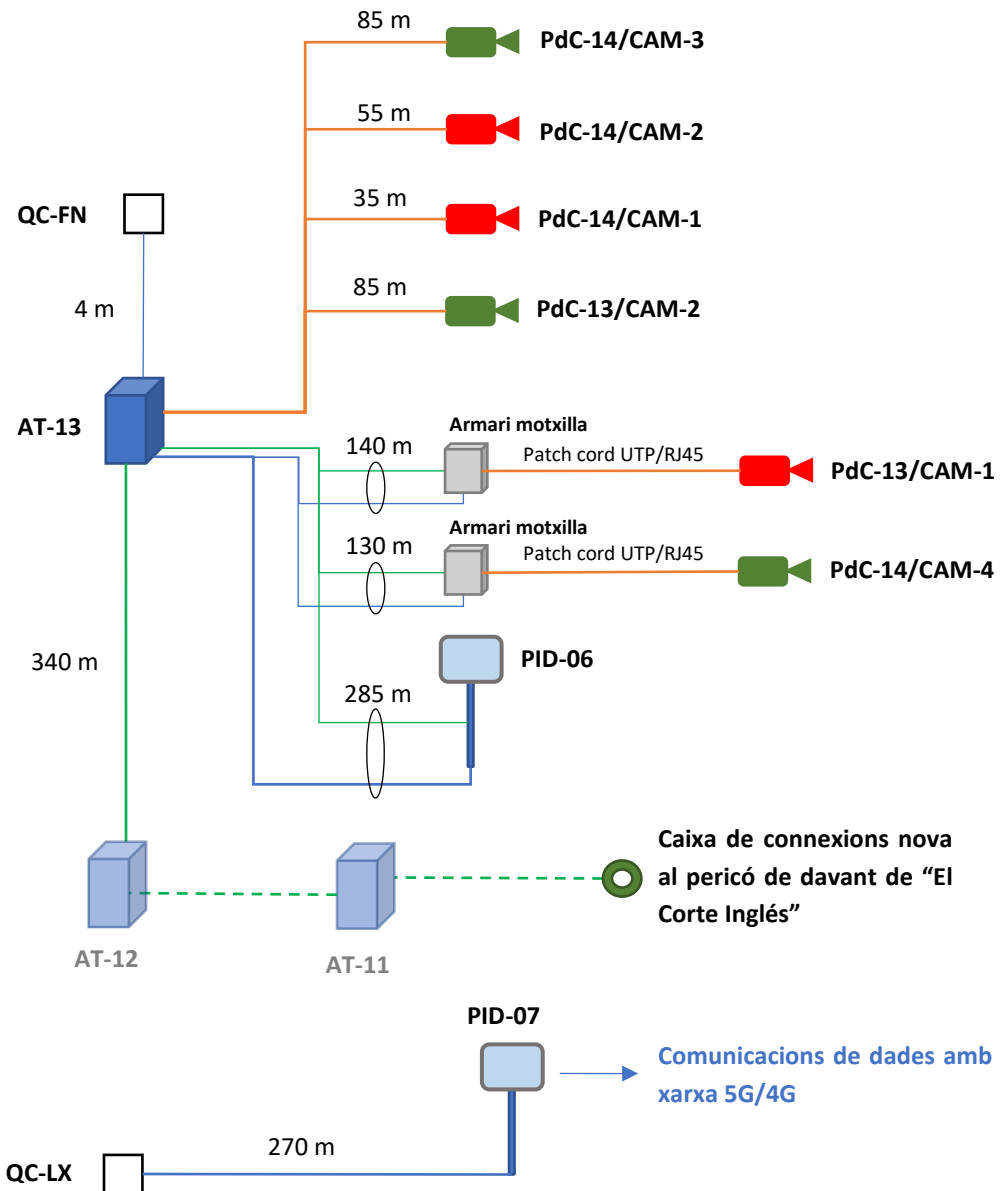 85 m
PdC-14/CAM-3
55 m
PdC-14/CAM-2
QC-FN
35 m
PdC-14/CAM-1
4 m
85 m
PdC-13/CAM-2
AT-13
Armari motxilla
140 m
Patch cord UTP/RJ45
PdC-13/CAM-1
Armari motxilla
130 m
Patch cord UTP/RJ45
PdC-14/CAM-4
340 m
PID-06
285 m
Caixa de connexions nova
al pericó de davant de “El
Corte Inglés”
AT-12
AT-11
PID-07
Comunicacions de dades amb
xarxa 5G/4G
270 m
QC-LX